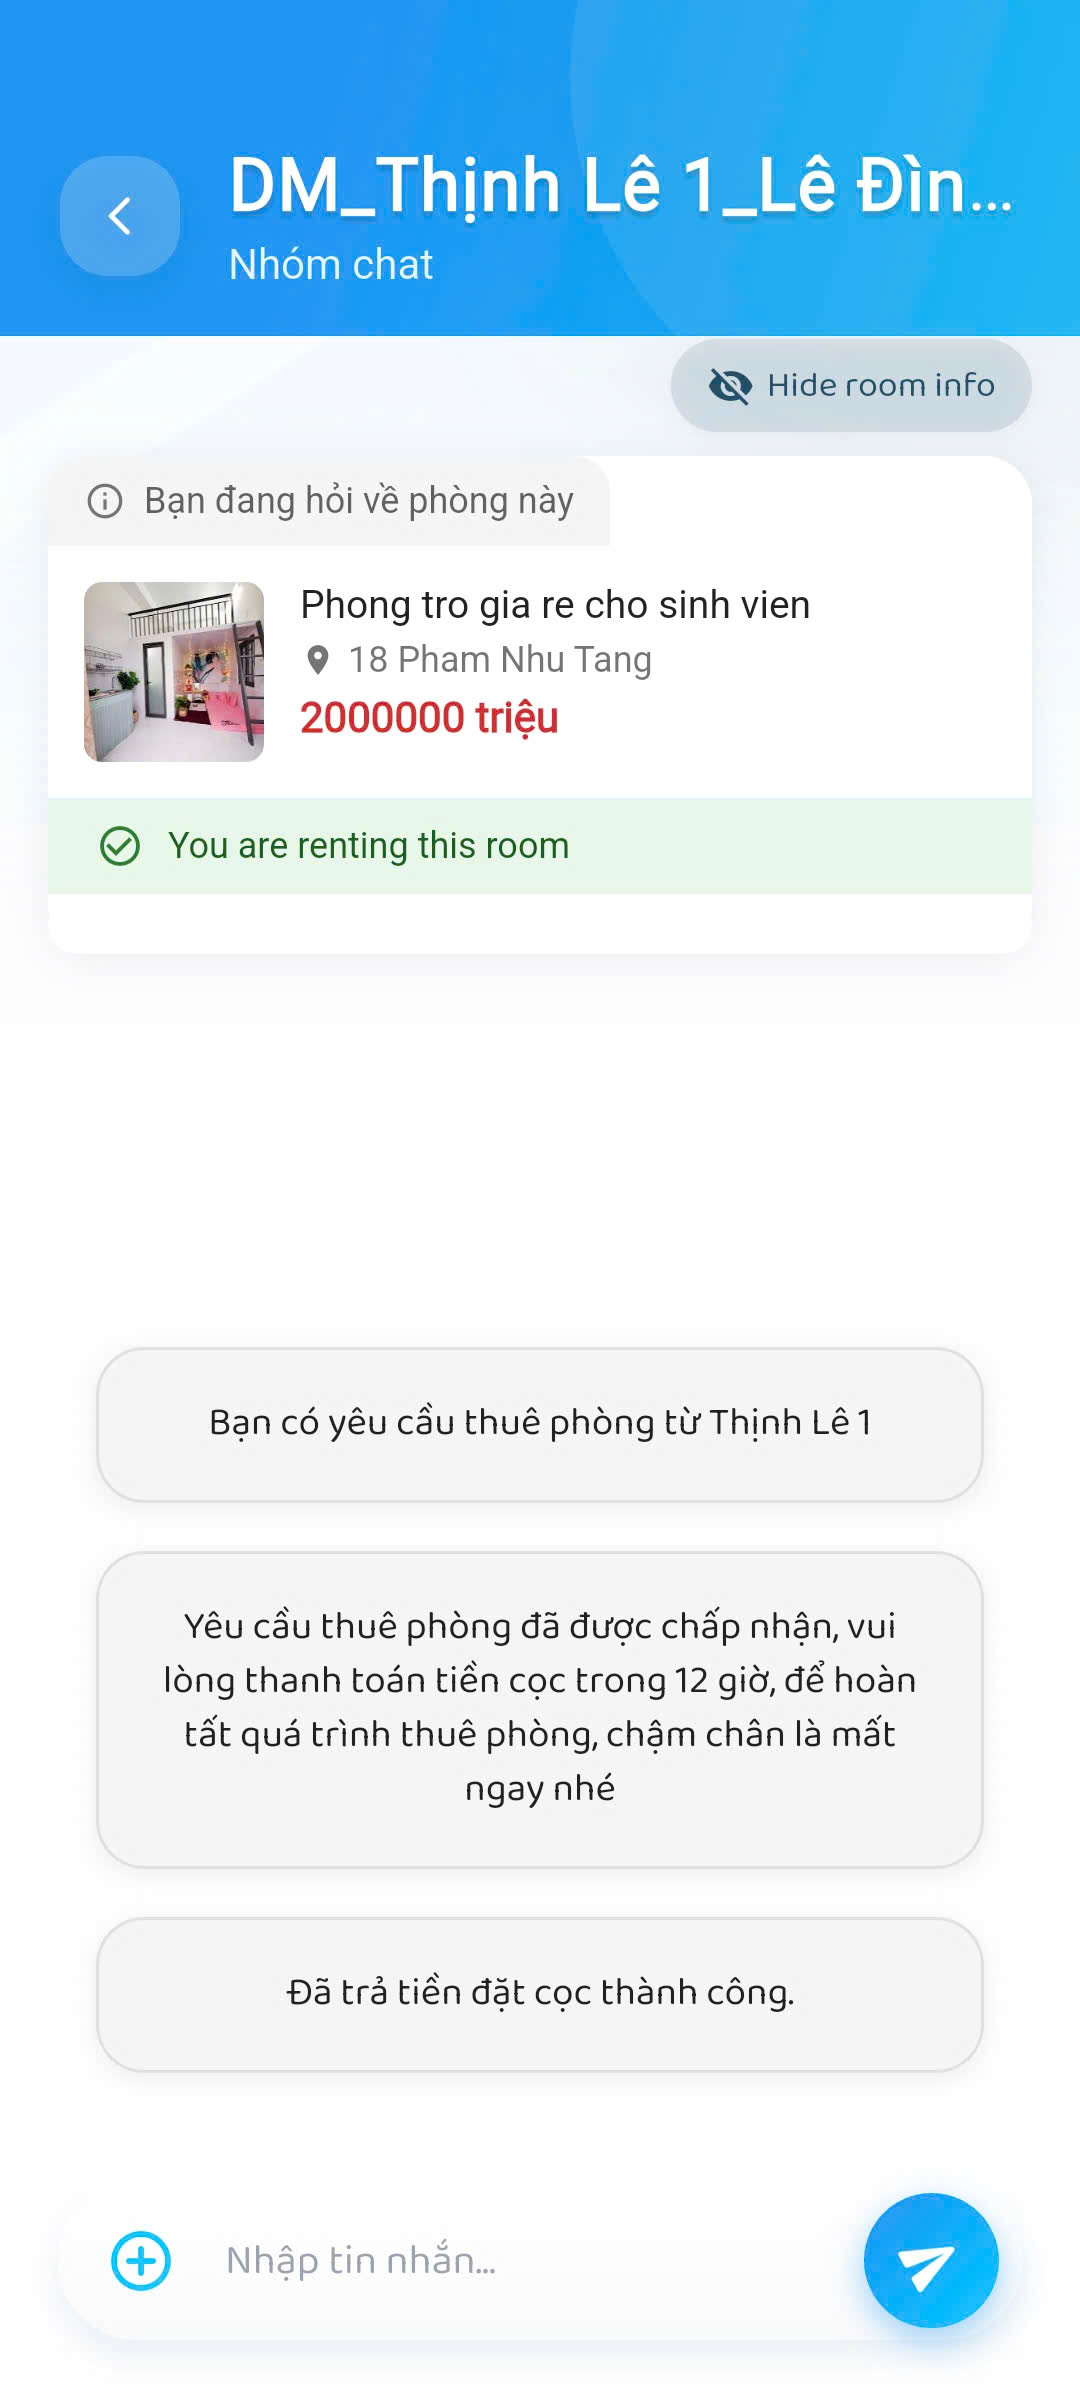 DM_Thịnh Lê 1_Lê Đìn...
Nhóm chat
Hide room info
Bạn đang hỏi về phòng này
Phong tro gia re cho sinh vien
18 Pham Nhu Tang
2000000 triệu
You are renting this room
Bạn có yêu cầu thuê phòng từ Thịnh Lê 1
Yêu cầu thuê phòng đã được chấp nhận, vui
lòng thanh toán tiền cọc trong 12 giờ, để hoàn
tất quá trình thuê phòng, chậm chân là mất
ngay nhé
Đã trả tiền đặt cọc thành công.
Nhập tin nhắn...